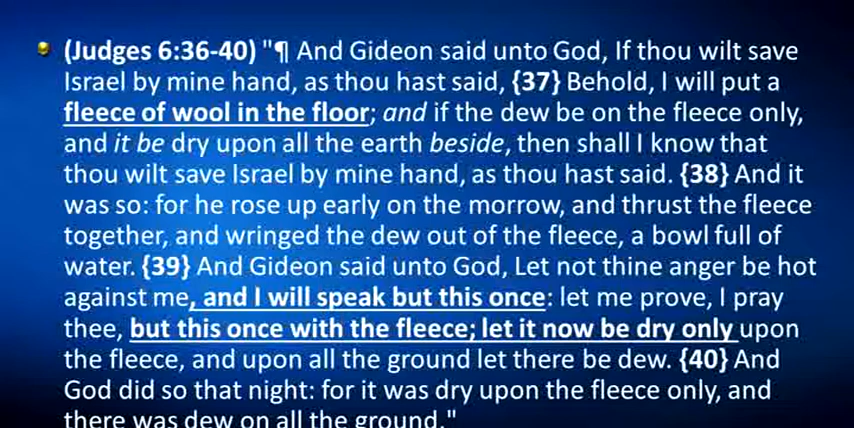 (Judges 6:36-40) "¶ And Gideon said unto God, If thou wilt save
Israel by mine hand, as thou hast said, {37} Behold, I will put a
fleece of wool in the floor; and if the dew be on the fleece only,
and it be dry upon all the earth beside, then shall I know that
thou wilt save Israel by mine hand, as thou hast said. {38} And it
was so: for he rose up early on the morrow, and thrust the fleece
together, and wringed the dew out of the fleece, a bowl full of
water. {39} And Gideon said unto God, Let not thine anger be hot
against me, and I will speak but this once: let me prove, I pray
thee, but this once with the fleece; let it now be dry only upon
the fleece, and upon all the ground let there be dew. {40} And
God did so that night: for it was dry upon the fleece only, and
there was dew on all the ground."